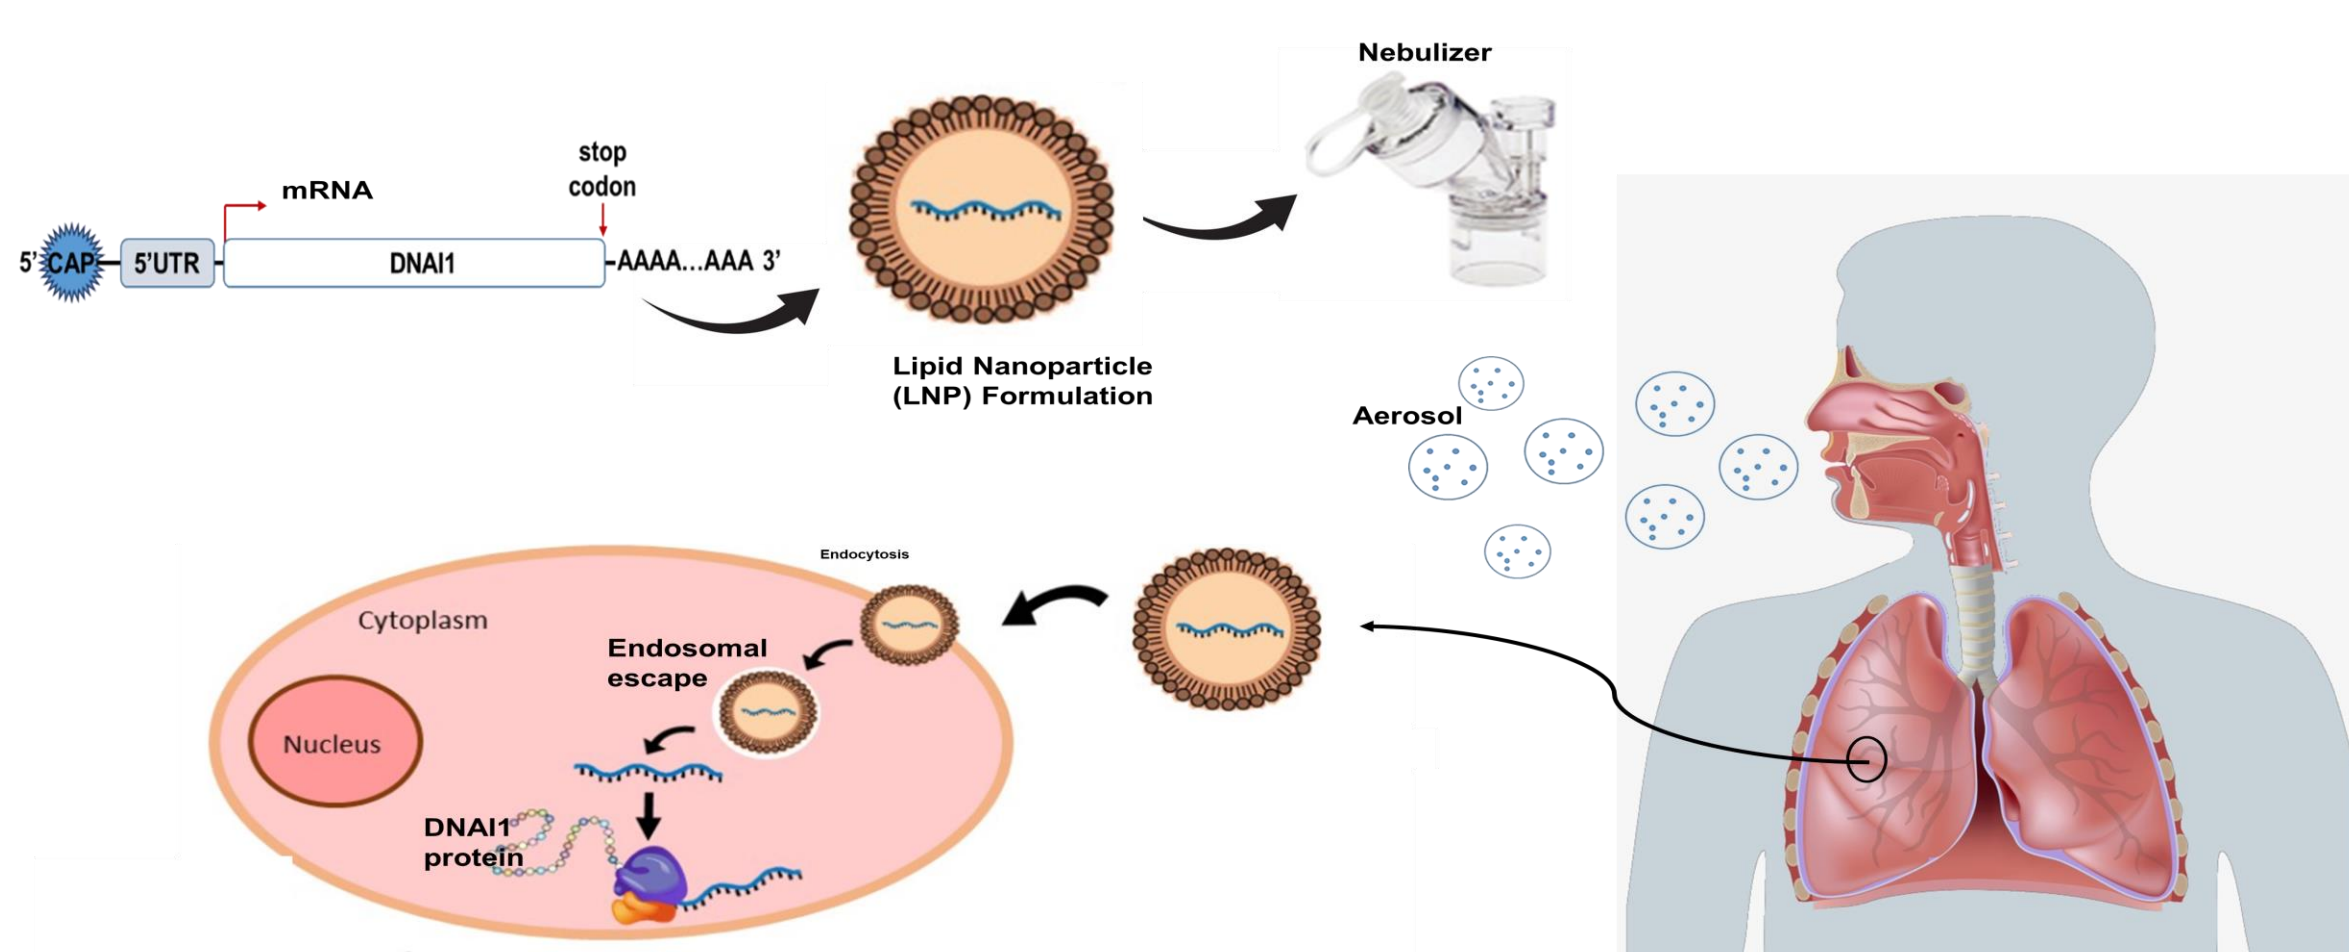 Nebulizer
stop
codon
mRNA
5' CAP 5'UTR DNAI1 AAAA...AAA 3'
Lipid Nanoparticle
(LNP) Formulation
Aerosol
Endocytosis
Cytoplasm
Endosomal
escape
Nucleus
DNAI1
protein